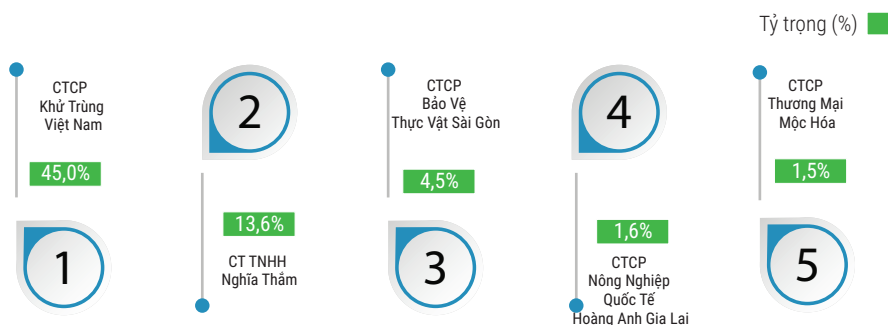 Tỷ trọng (%)
CTCP
Khử Trùng
Việt Nam
45,0%
1
2
13,6%
CT TNHH
Nghĩa Thắm
CTCP
Bảo Vệ
Thực Vật Sài Gòn
4,5%
3
4
1,6%
CTCP
Nông Nghiệp
Quốc Tế
Hoàng Anh Gia Lai
CTCP
Thương Mại
Mộc Hóa
1,5%
5